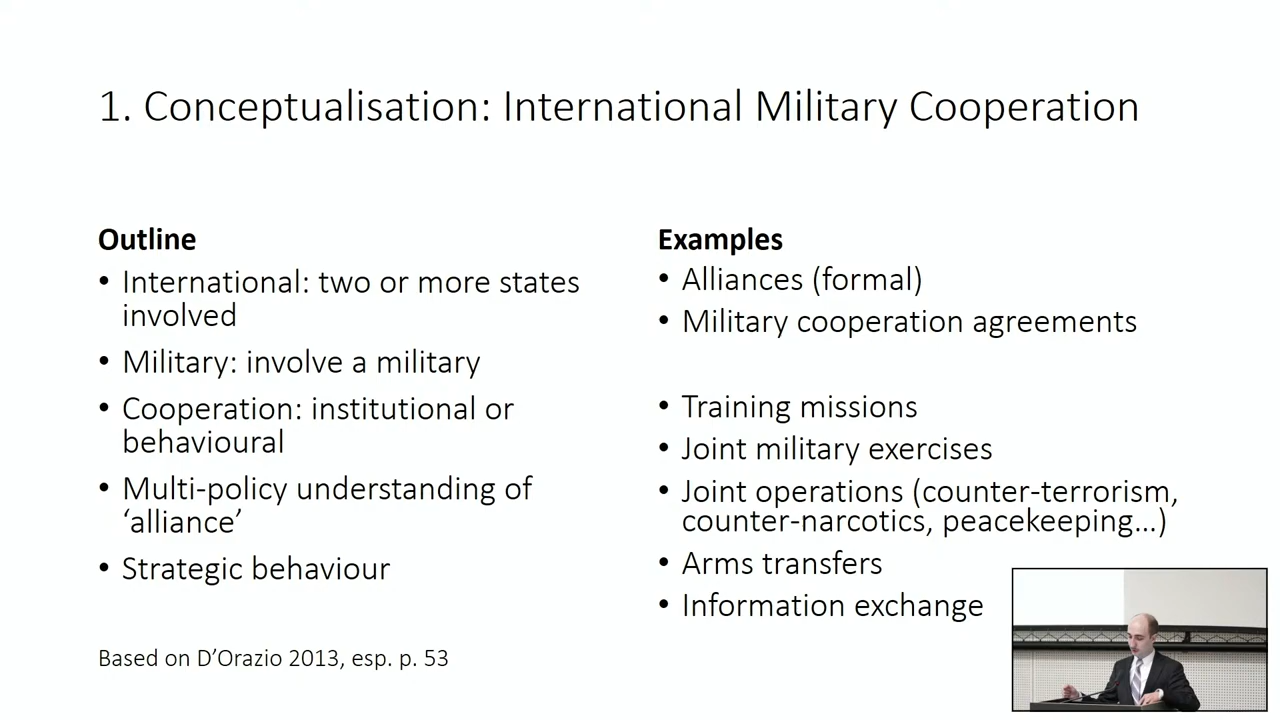 1. Conceptualisation: International Military Cooperation
Outline
• International: two or more states
involved
• Military: involve a military
• Cooperation: institutional or
behavioural
• Multi-policy understanding of
‘alliance’
• Strategic behaviour
Based on D’Orazio 2013, esp. p. 53
Examples
• Alliances (formal)
• Military cooperation agreements
• Training missions
• Joint military exercises
• Joint operations (counter-terrorism,
counter-narcotics, peacekeeping…)
• Arms transfers
• Information exchange